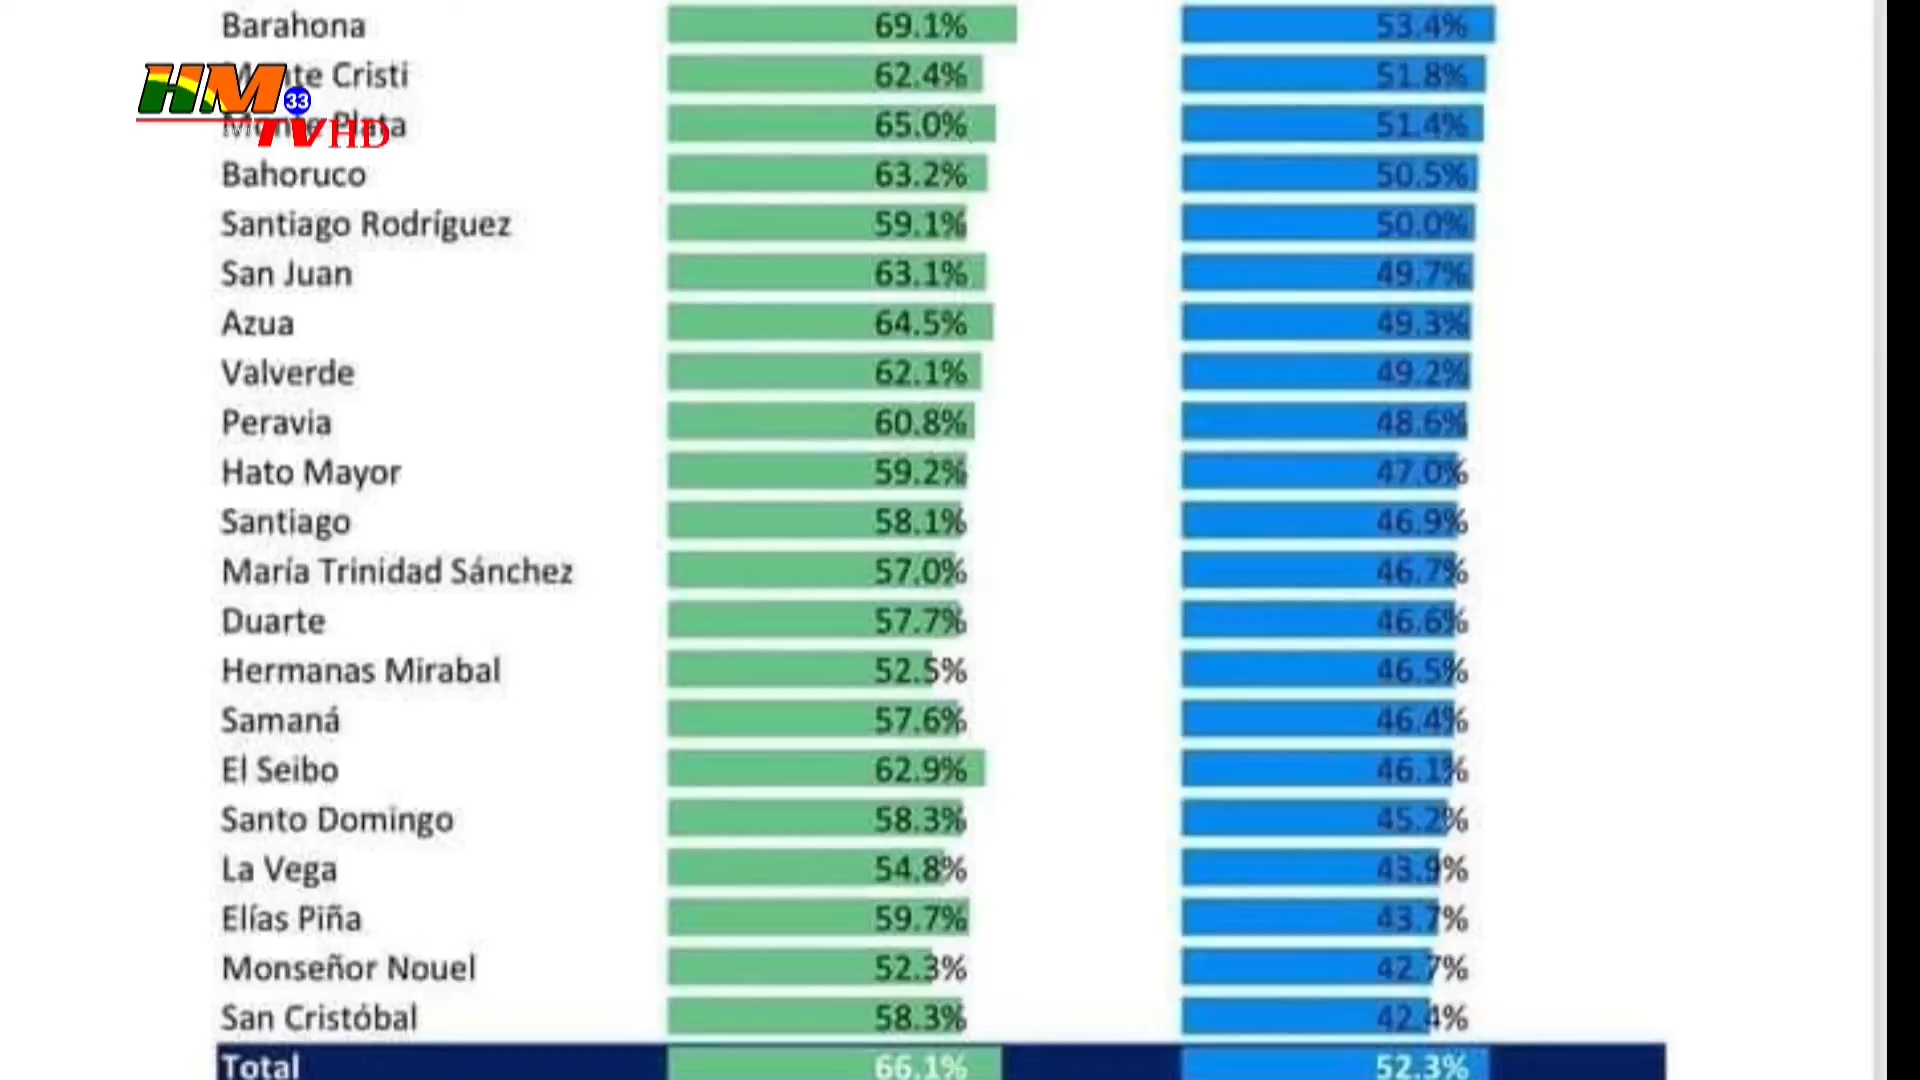 Barahona 69.1% 53.4%
Monte Cristi 62.4% 51.8%
Monte Plata 65.0% 51.4%
Bahoruco 63.2% 50.5%
Santiago Rodríguez 59.1% 50.0%
San Juan 63.1% 49.7%
Azua 64.5% 49.3%
Valverde 62.1% 49.2%
Peravia 60.8% 48.6%
Hato Mayor 59.2% 47.0%
Santiago 58.1% 46.9%
María Trinidad Sánchez 57.0% 46.7%
Duarte 57.7% 46.6%
Hermanas Mirabal 52.5% 46.5%
Samaná 57.6% 46.4%
El Seibo 62.9% 46.1%
Santo Domingo 58.3% 45.2%
La Vega 54.8% 43.9%
Elías Piña 59.7% 43.7%
Monseñor Nouel 52.3% 42.7%
San Cristóbal 58.3% 42.4%
Total 66.1% 52.3%
HM 33
TV HD